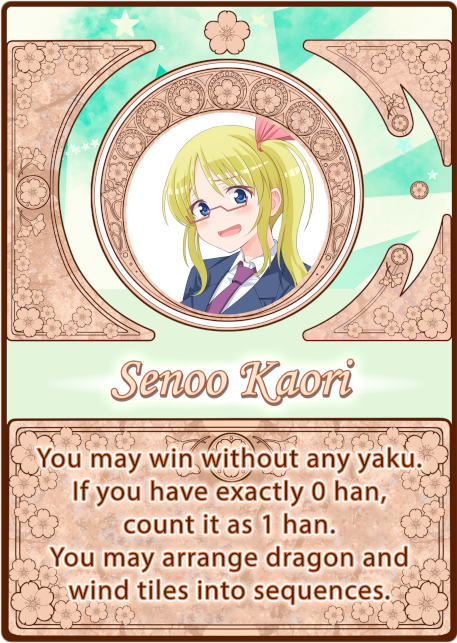 Senoo Kaori
You may win without any yaku.
If you have exactly 0 han,
count it as 1 han.
You may arrange dragon and
wind tiles into sequences.